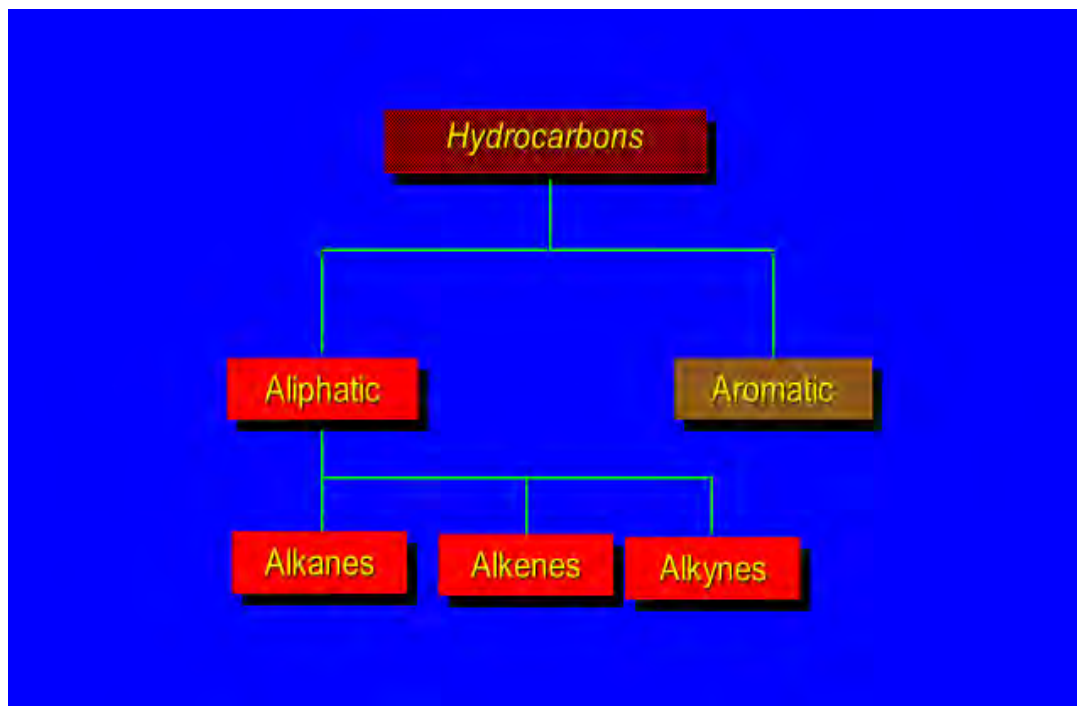 Hydrocarbons
Aliphatic
Aromatic
Alkanes
Alkenes
Alkynes